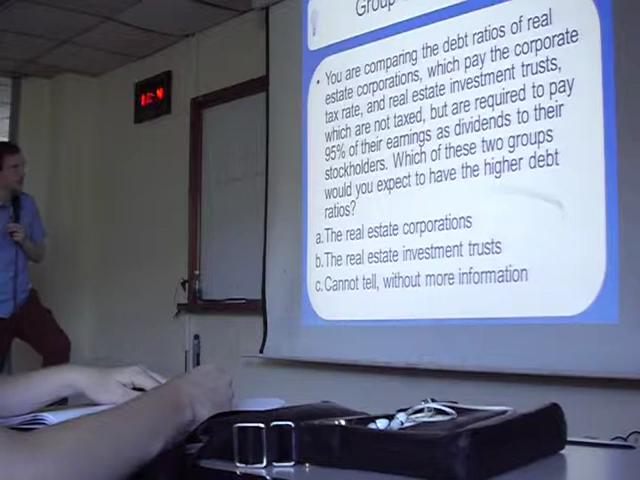 Group
• You are comparing the debt ratios of real
estate corporations, which pay the corporate
tax rate, and real estate investment trusts,
which are not taxed, but are required to pay
95% of their earnings as dividends to their
stockholders. Which of these two groups
would you expect to have the higher debt
ratios?
a. The real estate corporations
b. The real estate investment trusts
c. Cannot tell, without more information